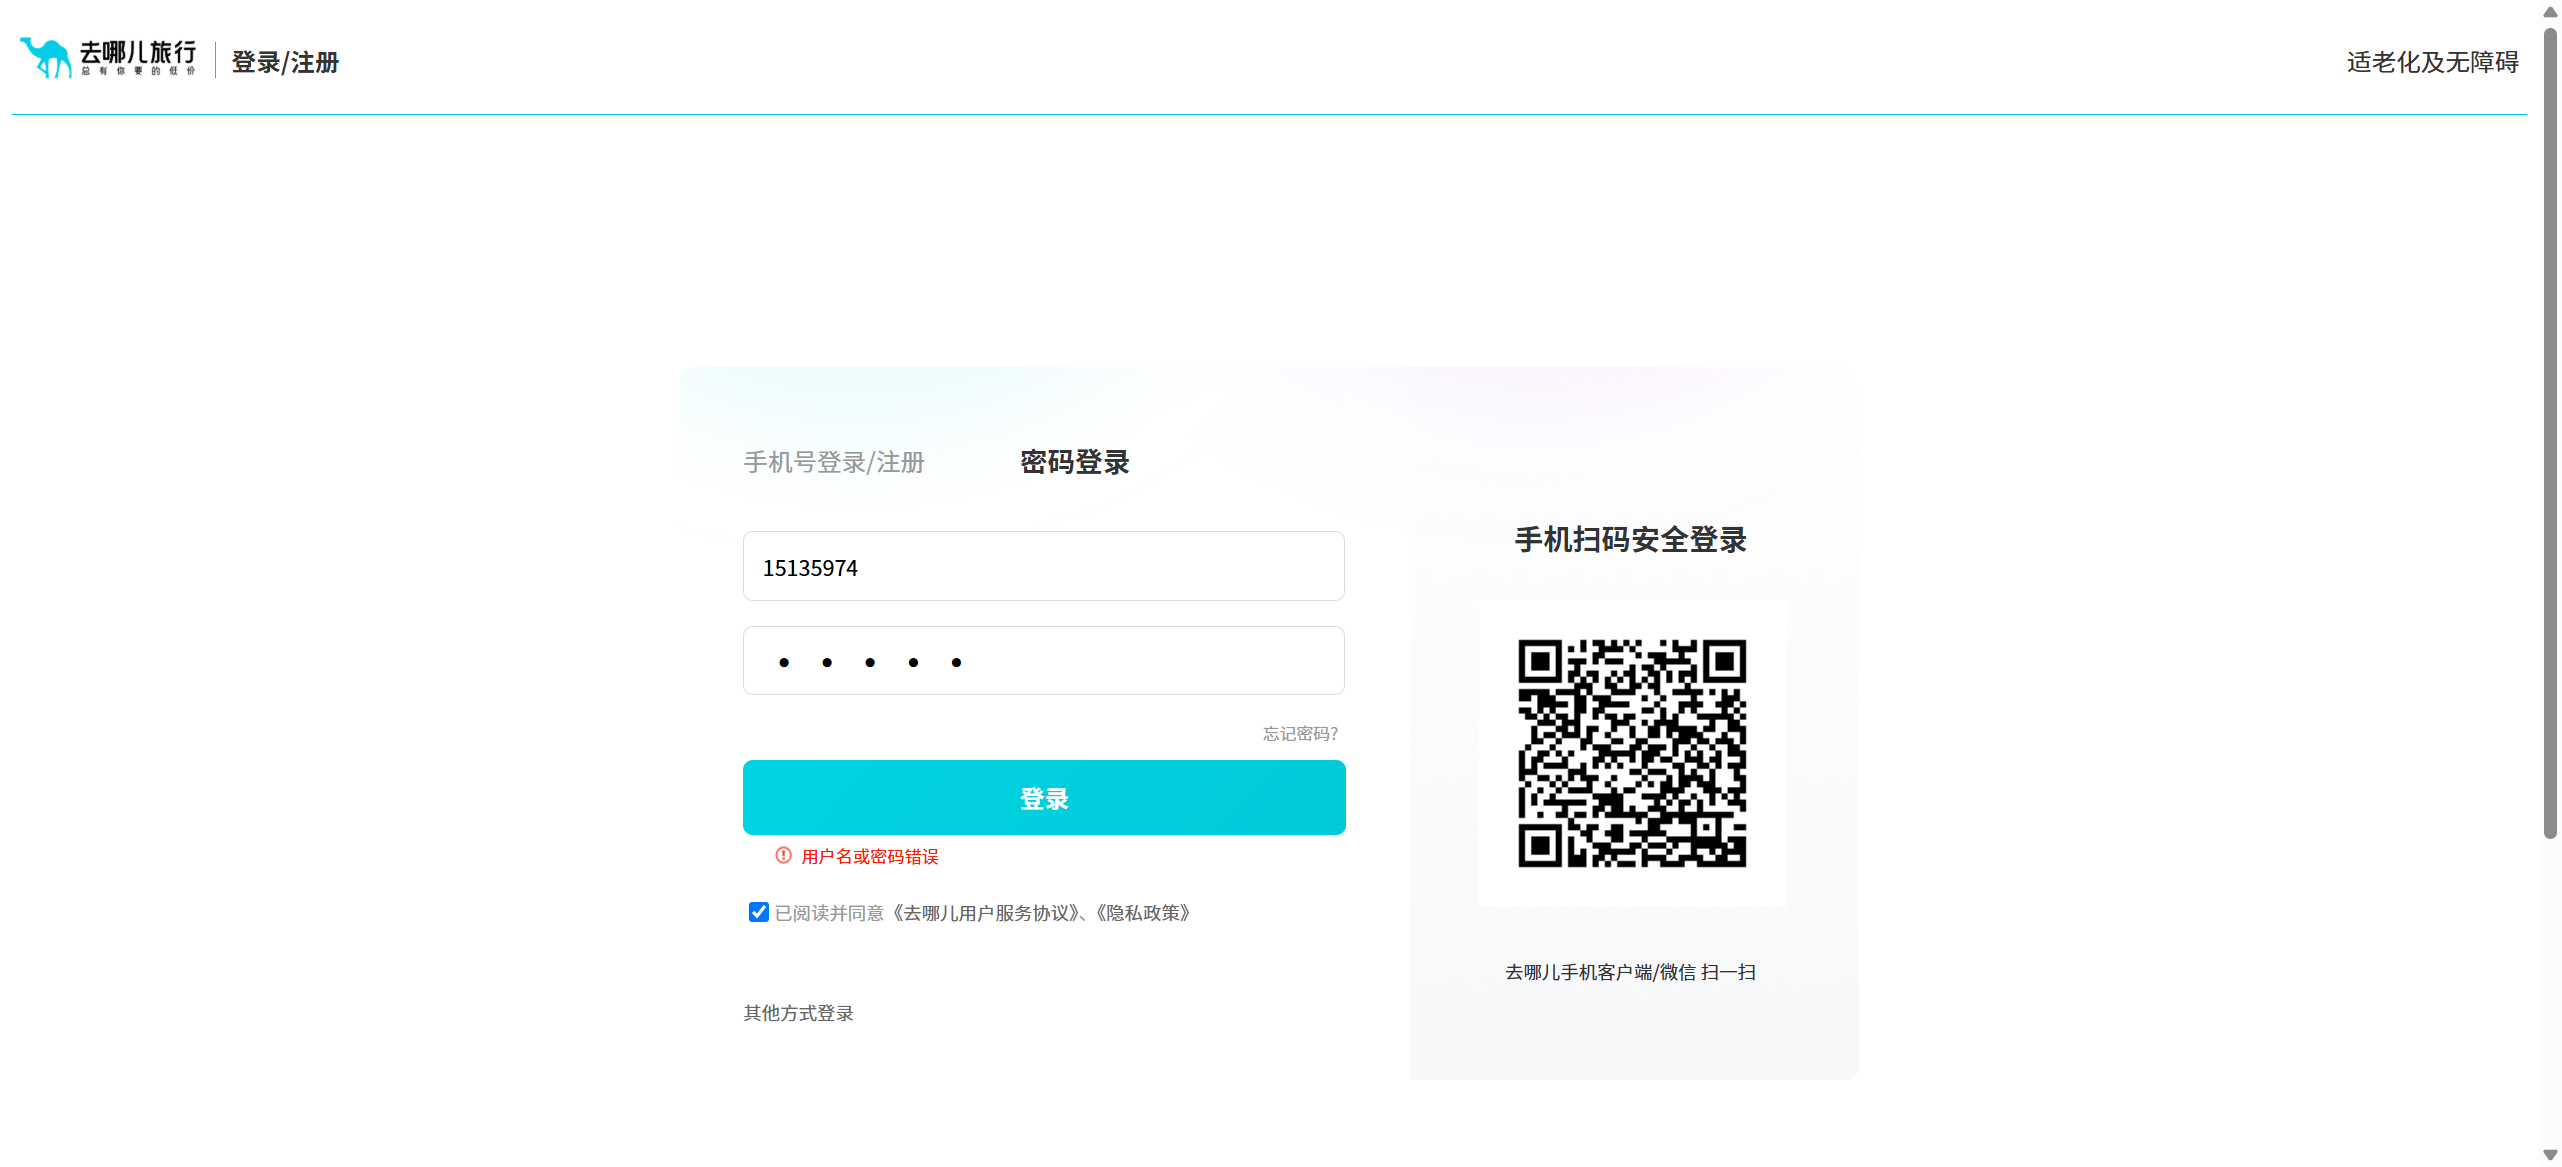 去哪儿旅行
总有你要的低价
登录/注册
适老化及无障碍
手机号登录/注册
密码登录
15135974
忘记密码?
登录
用户名或密码错误
已阅读并同意《去哪儿用户服务协议》、《隐私政策》
其他方式登录
手机扫码安全登录
去哪儿手机客户端/微信 扫一扫